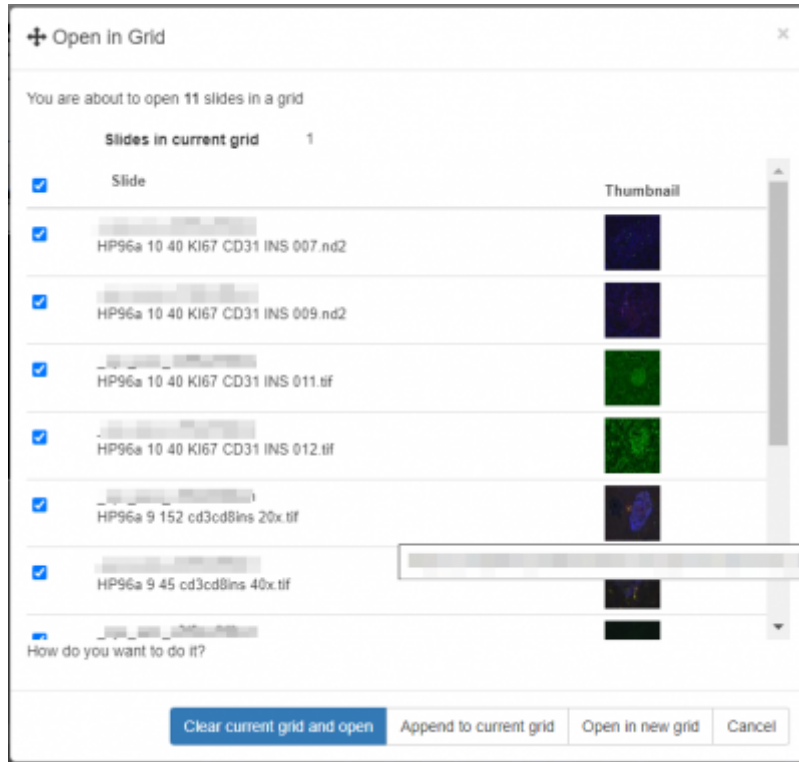 Open in Grid
×
You are about to open 11 slides in a grid
Slides in current grid 1
Slide Thumbnail
HP96a 10 40 KI67 CD31 INS 007.nd2
HP96a 10 40 KI67 CD31 INS 009.nd2
HP96a 10 40 KI67 CD31 INS 011.tif
HP96a 10 40 KI67 CD31 INS 012.tif
HP96a 9 152 cd3cd8ins 20x.tif
HP96a 9 45 cd3cd8ins 40x.tif
How do you want to do it?
Clear current grid and open Append to current grid Open in new grid Cancel